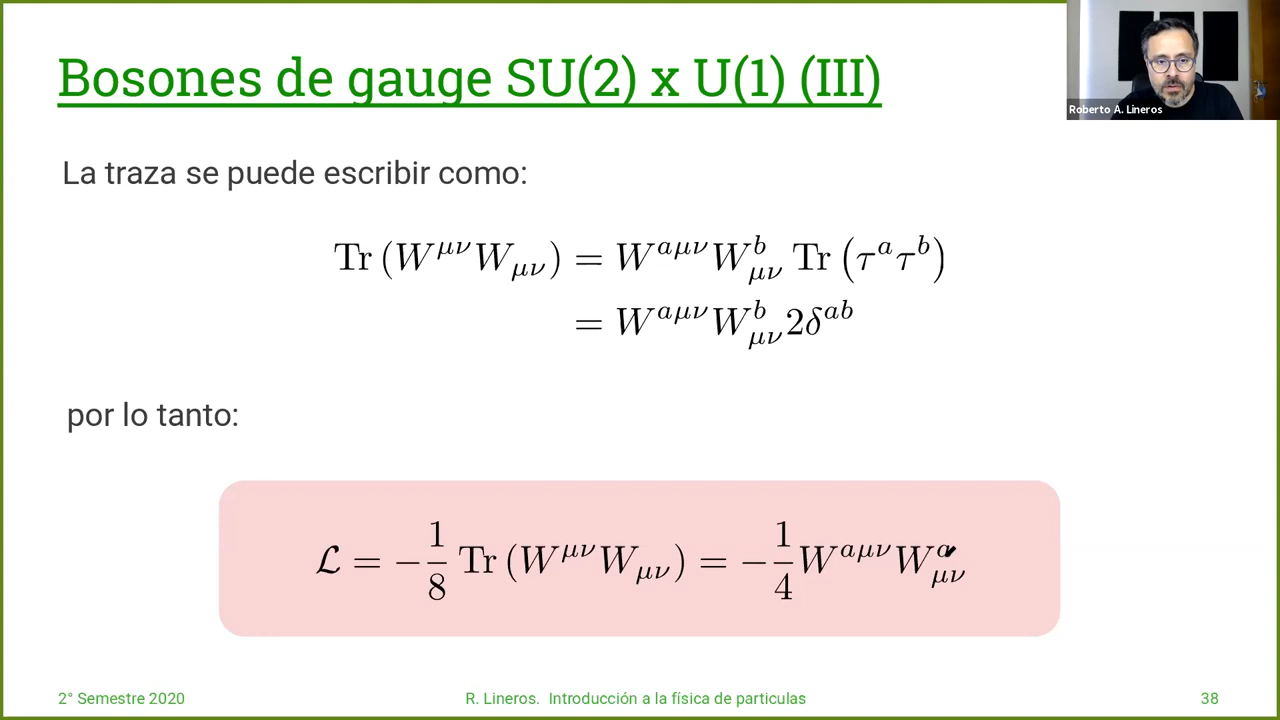 Bosones de gauge SU(2) x U(1) (III)
Roberto A. Lineros
La traza se puede escribir como:
Tr (W^{μν} W_{μν}) = W^{aμν} W^b_{μν} Tr (τ^a τ^b)
= W^{aμν} W^b_{μν} 2δ^{ab}
por lo tanto:
ℒ = −1/8 Tr (W^{μν} W_{μν}) = −1/4 W^{aμν} W^a_{μν}
2° Semestre 2020
R. Lineros. Introducción a la física de particulas
38